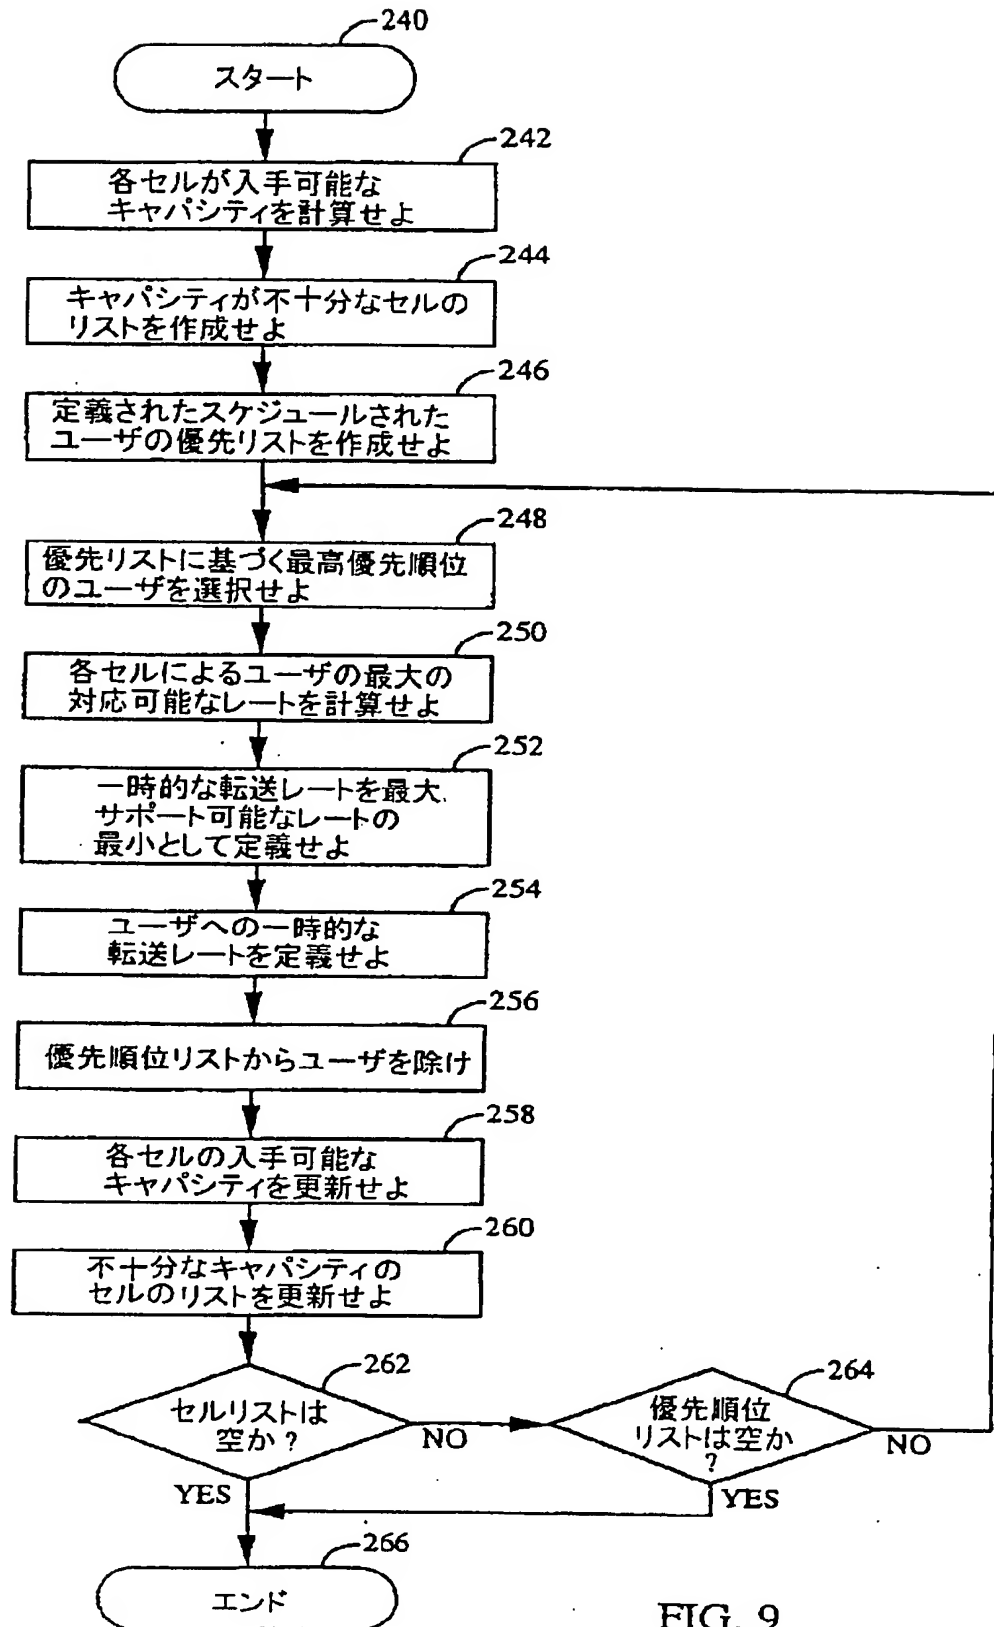 240
スタート
242
各セルが入手可能な
キャパシティを計算せよ
244
キャパシティが不十分なセルの
リストを作成せよ
246
定義されたスケジュールされた
ユーザの優先リストを作成せよ
248
優先リストに基づく最高優先順位
のユーザを選択せよ
250
各セルによるユーザの最大の
対応可能なレートを計算せよ
252
一時的な転送レートを最大
サポート可能なレートの
最小として定義せよ
254
ユーザへの一時的な
転送レートを定義せよ
256
優先順位リストからユーザを除け
258
各セルの入手可能な
キャパシティを更新せよ
260
不十分なキャパシティの
セルのリストを更新せよ
262
セルリストは
空か?
NO
YES
264
優先順位
リストは空か
?
NO
YES
266
エンド
FIG. 9